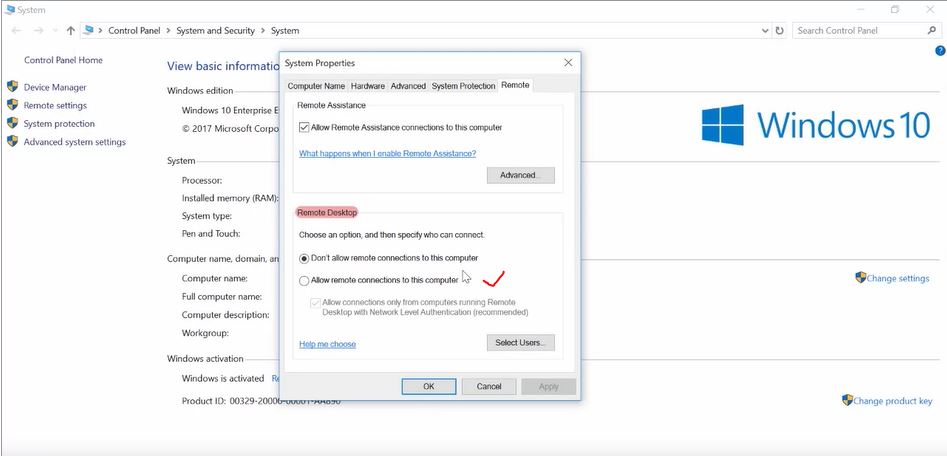 System
Control Panel > System and Security > System
Search Control Panel
Control Panel Home
Device Manager
Remote settings
System protection
Advanced system settings
View basic informatio
Windows edition
Windows 10 Enterprise E
© 2017 Microsoft Corpo
System
Processor:
Installed memory (RAM):
System type:
Pen and Touch:
Computer name, domain, an
Computer name:
Full computer name:
Computer description:
Workgroup:
Windows activation
Windows is activated Re
Product ID: 00329-20000-00001-AA890
System Properties
Computer Name Hardware Advanced System Protection Remote
Remote Assistance
Allow Remote Assistance connections to this computer
What happens when I enable Remote Assistance?
Advanced...
Remote Desktop
Choose an option, and then specify who can connect.
Don't allow remote connections to this computer
Allow remote connections to this computer
Allow connections only from computers running Remote
Desktop with Network Level Authentication (recommended)
Help me choose
Select Users...
OK Cancel Apply
Windows 10
Change settings
Change product key
?